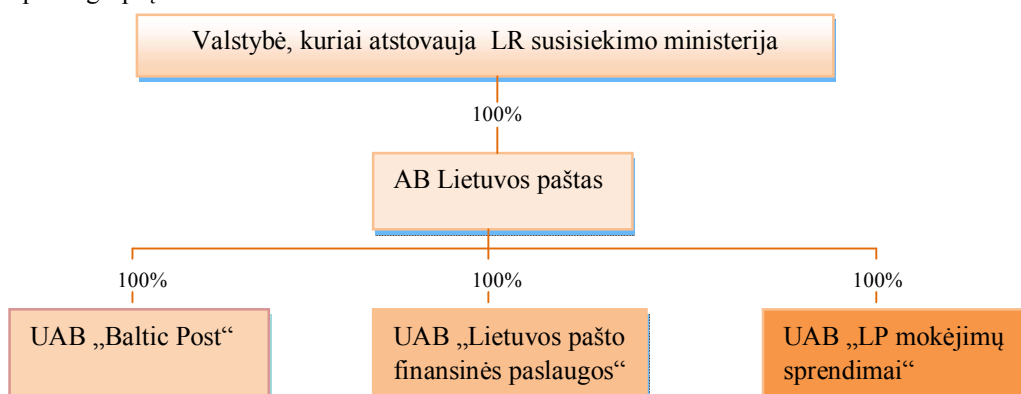 Valstybė, kuriai atstovauja LR susisiekimo ministerija
100%
AB Lietuvos paštas
100%
100%
100%
UAB „Baltic Post“
UAB „Lietuvos pašto
finansinės paslaugos“
UAB „LP mokėjimų
sprendimai“